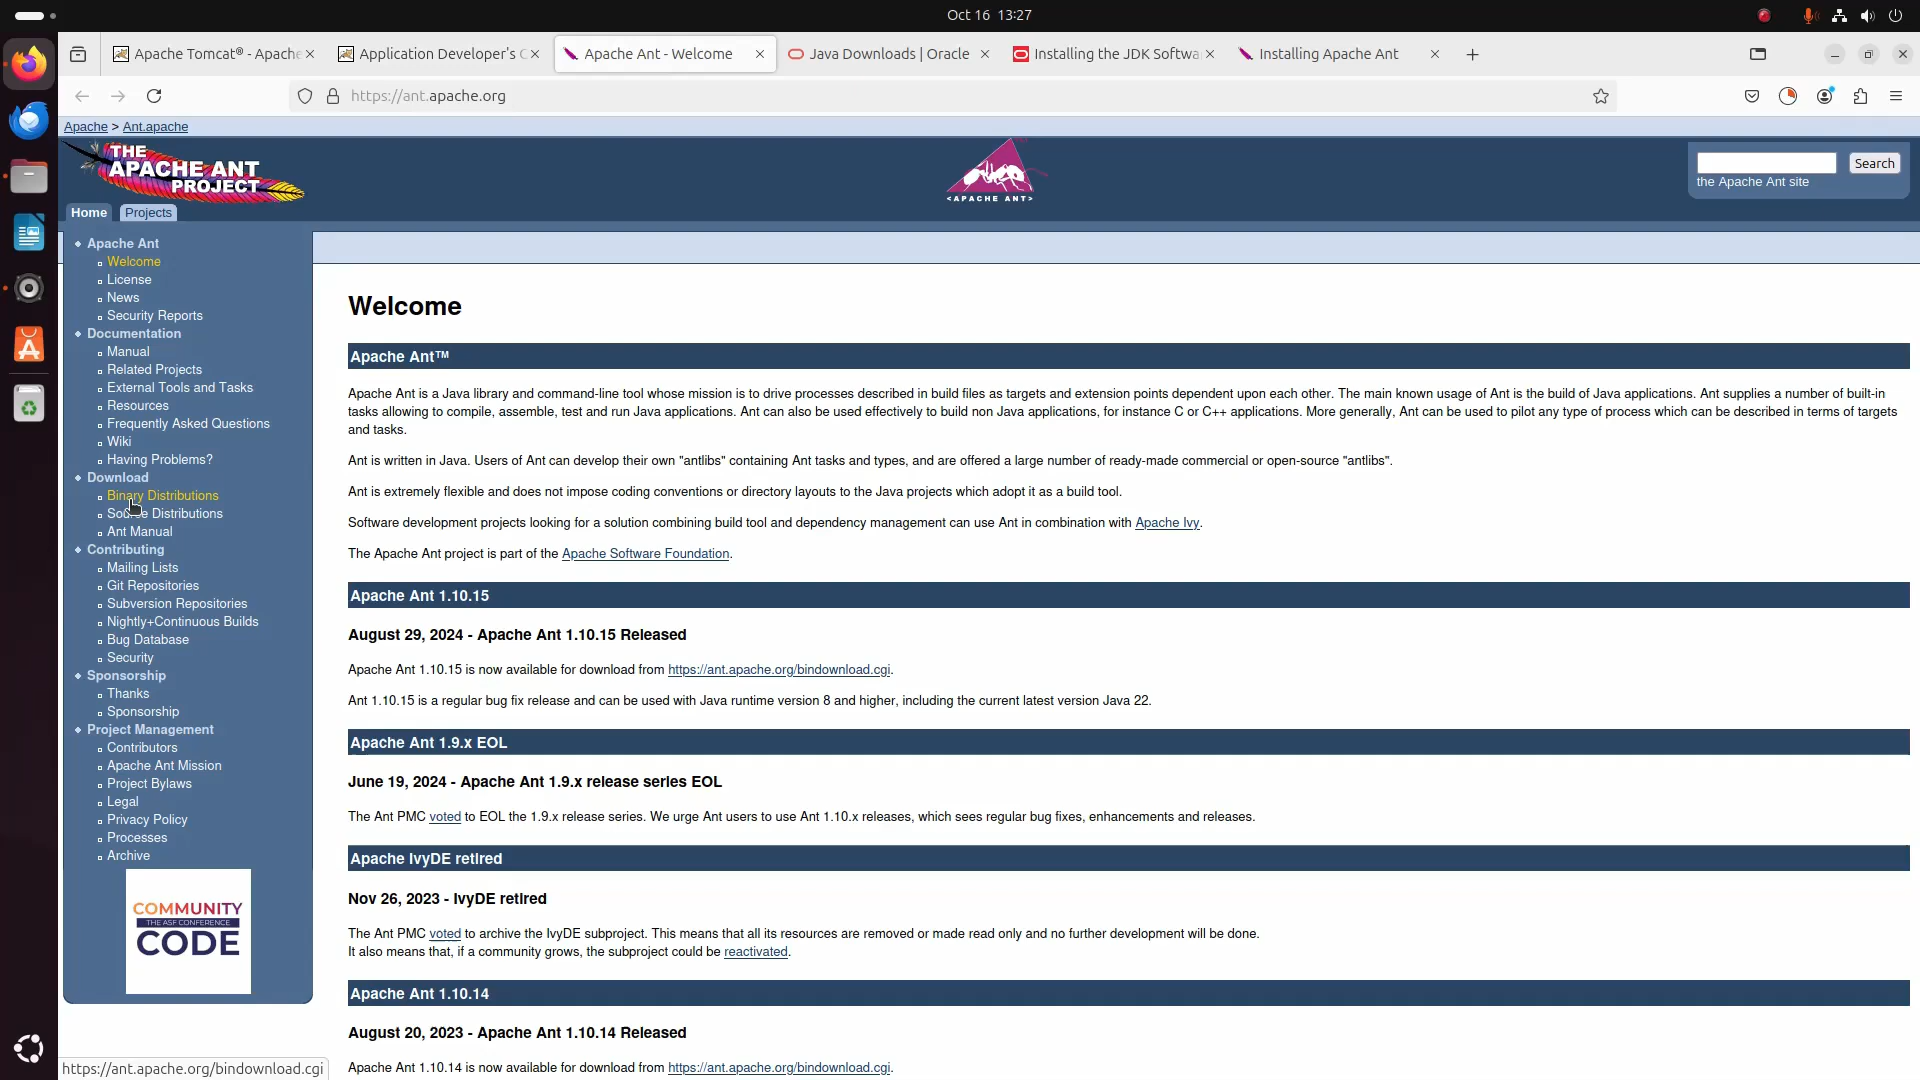 Oct 16 13:27
Apache Tomcat® - Apache
Application Developer's G
Apache Ant - Welcome
Java Downloads | Oracle
Installing the JDK Softwa
Installing Apache Ant
https://ant.apache.org
Apache > Ant.apache
THE
APACHE ANT
PROJECT
<APACHE ANT>
Search
the Apache Ant site
Home
Projects
Apache Ant
Welcome
License
News
Security Reports
Documentation
Manual
Related Projects
External Tools and Tasks
Resources
Frequently Asked Questions
Wiki
Having Problems?
Download
Binary Distributions
Source Distributions
Ant Manual
Contributing
Mailing Lists
Git Repositories
Subversion Repositories
Nightly+Continuous Builds
Bug Database
Security
Sponsorship
Thanks
Sponsorship
Project Management
Contributors
Apache Ant Mission
Project Bylaws
Legal
Privacy Policy
Processes
Archive
COMMUNITY
THE ASF CONFERENCE
CODE
Welcome
Apache Ant™
Apache Ant is a Java library and command-line tool whose mission is to drive processes described in build files as targets and extension points dependent upon each other. The main known usage of Ant is the build of Java applications. Ant supplies a number of built-in
tasks allowing to compile, assemble, test and run Java applications. Ant can also be used effectively to build non Java applications, for instance C or C++ applications. More generally, Ant can be used to pilot any type of process which can be described in terms of targets
and tasks.
Ant is written in Java. Users of Ant can develop their own "antlibs" containing Ant tasks and types, and are offered a large number of ready-made commercial or open-source "antlibs".
Ant is extremely flexible and does not impose coding conventions or directory layouts to the Java projects which adopt it as a build tool.
Software development projects looking for a solution combining build tool and dependency management can use Ant in combination with Apache Ivy.
The Apache Ant project is part of the Apache Software Foundation.
Apache Ant 1.10.15
August 29, 2024 - Apache Ant 1.10.15 Released
Apache Ant 1.10.15 is now available for download from https://ant.apache.org/bindownload.cgi.
Ant 1.10.15 is a regular bug fix release and can be used with Java runtime version 8 and higher, including the current latest version Java 22.
Apache Ant 1.9.x EOL
June 19, 2024 - Apache Ant 1.9.x release series EOL
The Ant PMC voted to EOL the 1.9.x release series. We urge Ant users to use Ant 1.10.x releases, which sees regular bug fixes, enhancements and releases.
Apache IvyDE retired
Nov 26, 2023 - IvyDE retired
The Ant PMC voted to archive the IvyDE subproject. This means that all its resources are removed or made read only and no further development will be done.
It also means that, if a community grows, the subproject could be reactivated.
Apache Ant 1.10.14
August 20, 2023 - Apache Ant 1.10.14 Released
Apache Ant 1.10.14 is now available for download from https://ant.apache.org/bindownload.cgi.
https://ant.apache.org/bindownload.cgi